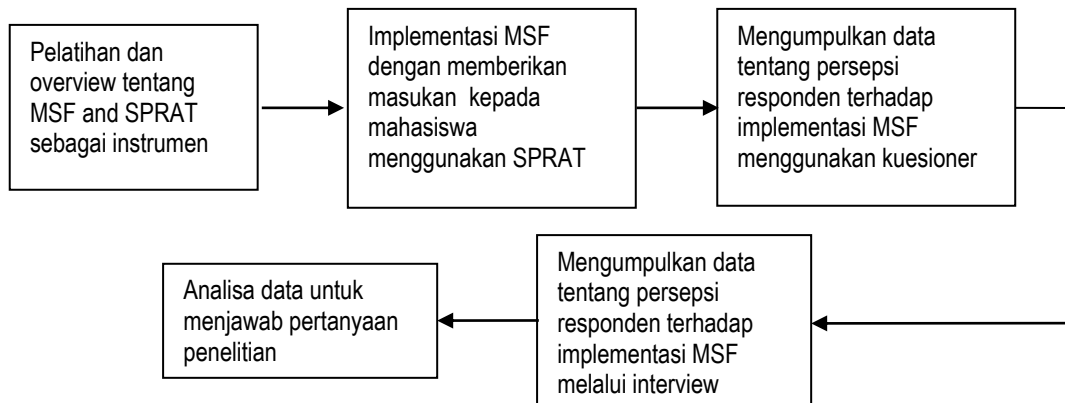 Pelatihan dan
overview tentang
MSF and SPRAT
sebagai instrumen
Implementasi MSF
dengan memberikan
masukan kepada
mahasiswa
menggunakan SPRAT
Mengumpulkan data
tentang persepsi
responden terhadap
implementasi MSF
menggunakan kuesioner
Mengumpulkan data
tentang persepsi
responden terhadap
implementasi MSF
melalui interview
Analisa data untuk
menjawab pertanyaan
penelitian